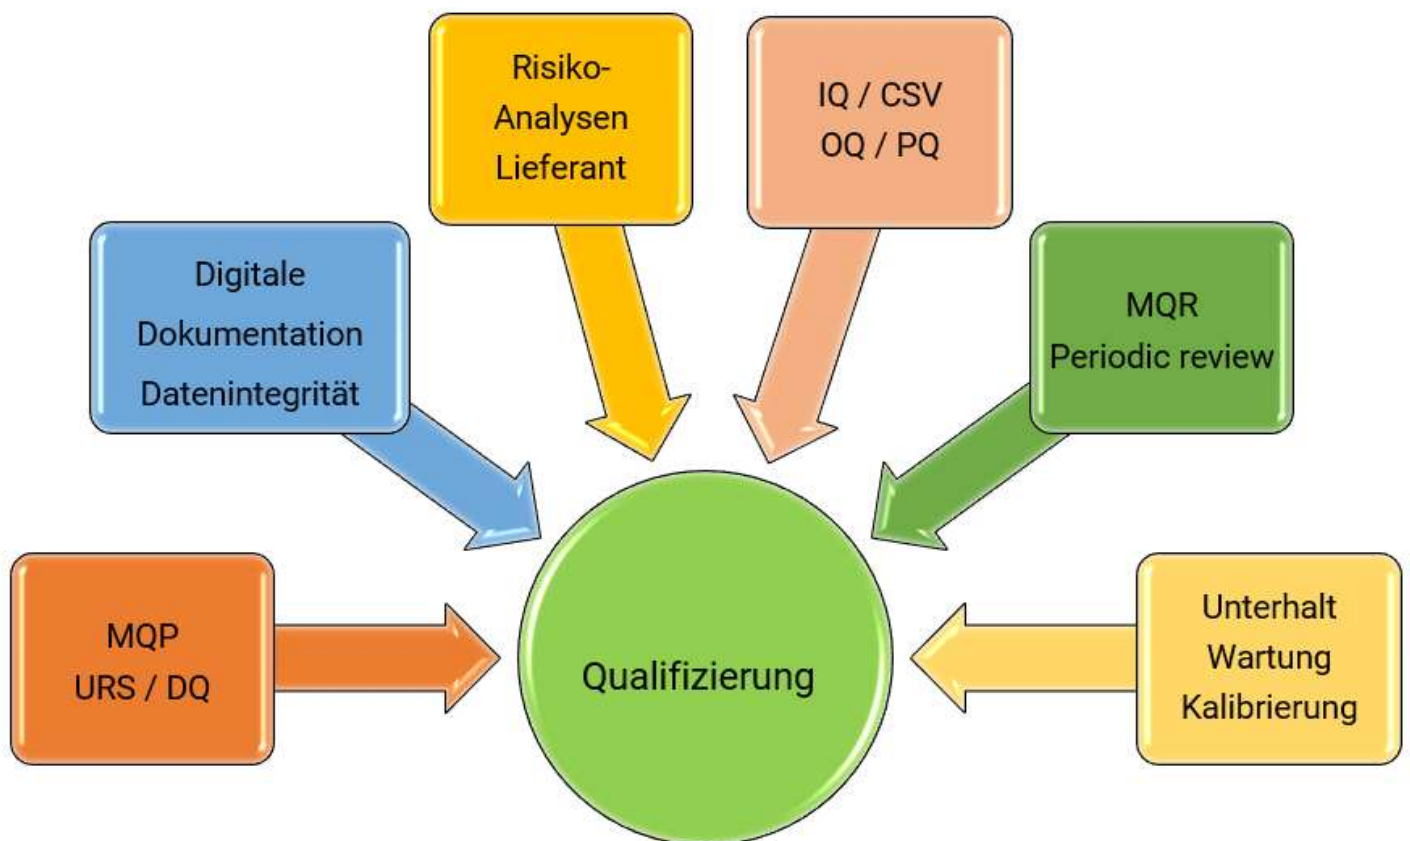 Risiko-
Analysen
Lieferant
IQ / CSV
OQ / PQ
Digitale
Dokumentation
Datenintegrität
MQR
Periodic review
MQP
URS / DQ
Qualifizierung
Unterhalt
Wartung
Kalibrierung